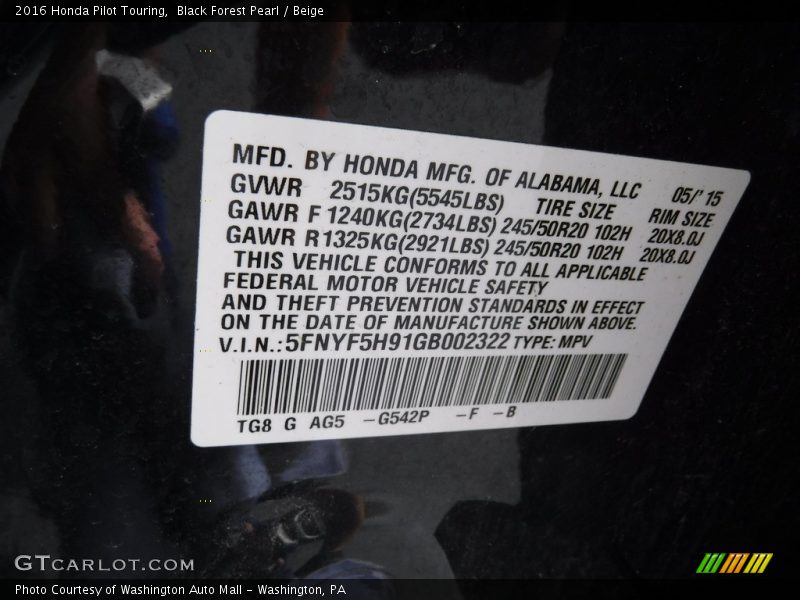 2016 Honda Pilot Touring,  Black Forest Pearl / Beige
MFD. BY HONDA MFG. OF ALABAMA, LLC 05/' 15
GVWR 2515KG(5545LBS) TIRE SIZE RIM SIZE
GAWR F 1240KG(2734LBS) 245/50R20 102H 20X8.0J
GAWR R 1325KG(2921LBS) 245/50R20 102H 20X8.0J
THIS VEHICLE CONFORMS TO ALL APPLICABLE
FEDERAL MOTOR VEHICLE SAFETY
AND THEFT PREVENTION STANDARDS IN EFFECT
ON THE DATE OF MANUFACTURE SHOWN ABOVE.
V.I.N.:5FNYF5H91GB002322 TYPE: MPV
TG8 G AG5 -G542P -F -B
GTCARLOT.COM
Photo Courtesy of Washington Auto Mall - Washington, PA